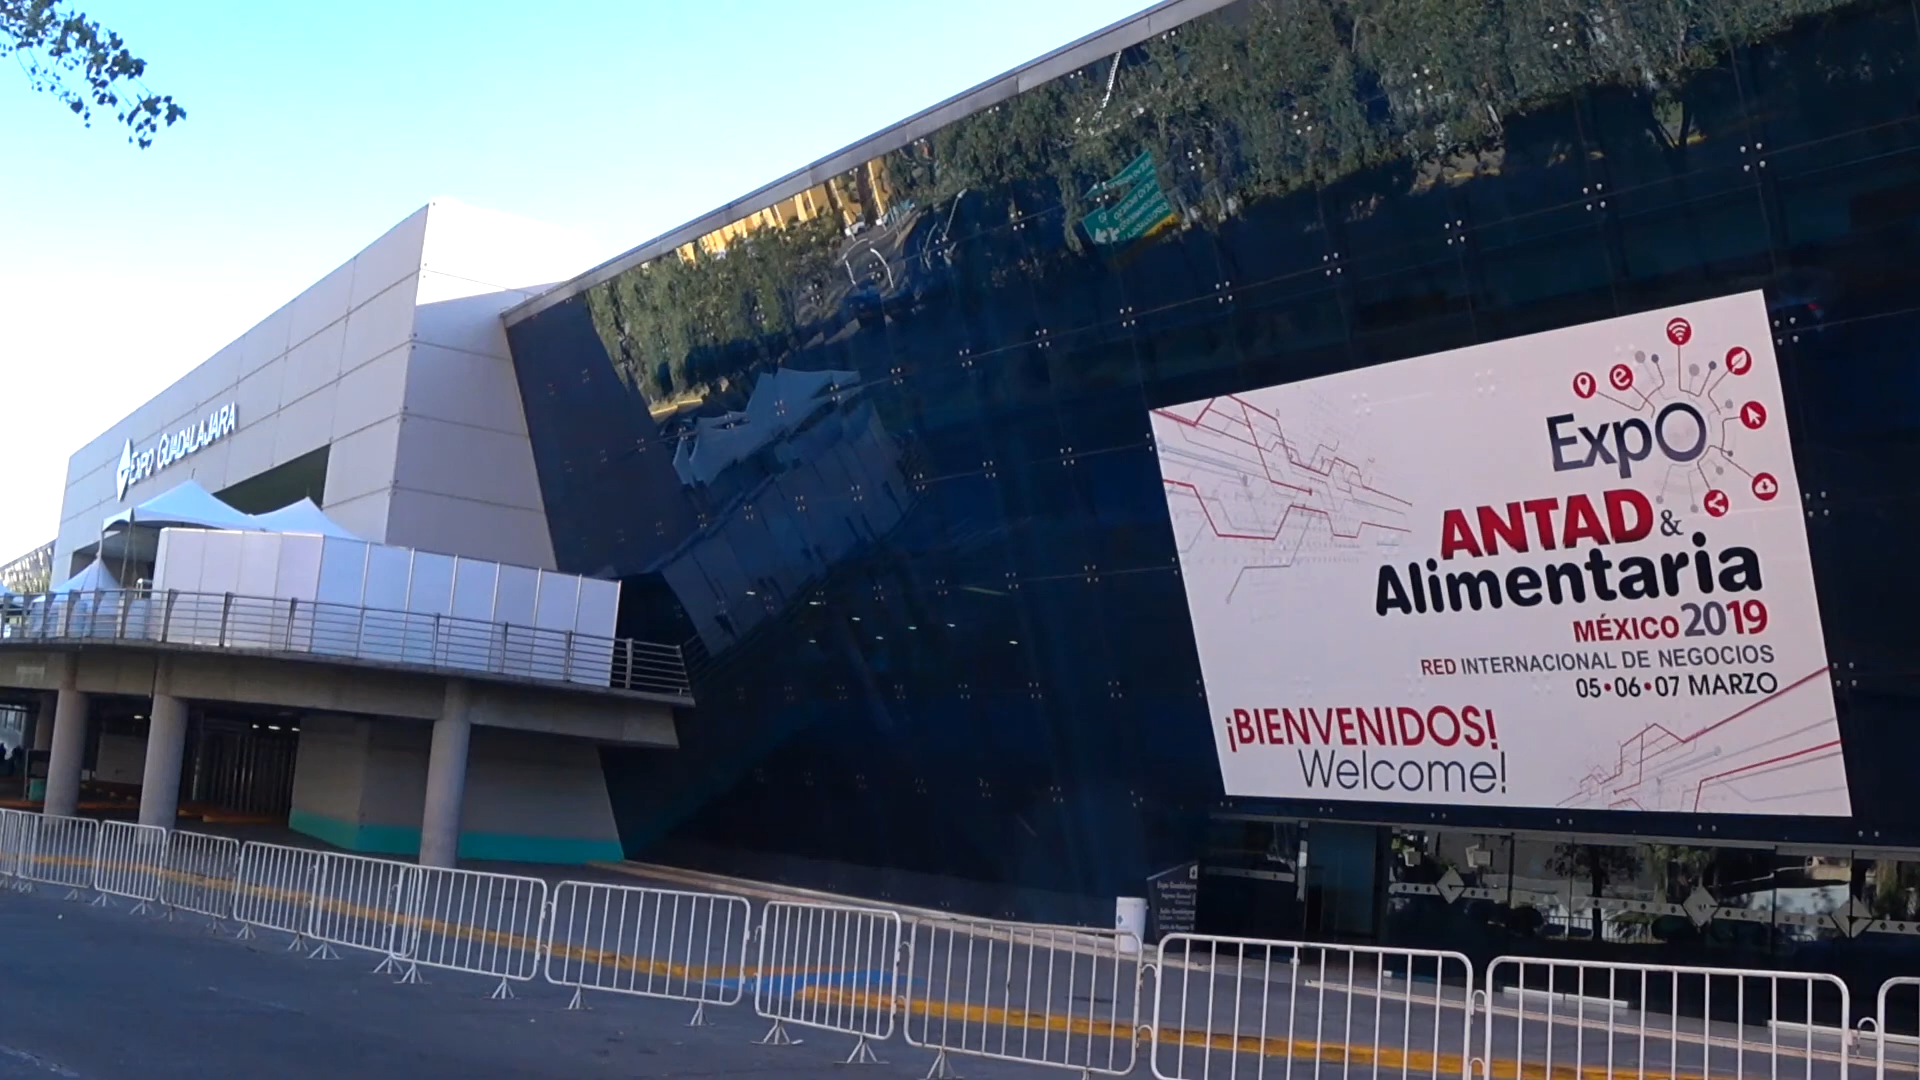 EXPO GUADALAJARA
Expo
ANTAD &
Alimentaria
MÉXICO 2019
RED INTERNACIONAL DE NEGOCIOS
05•06•07 MARZO
¡BIENVENIDOS!
Welcome!